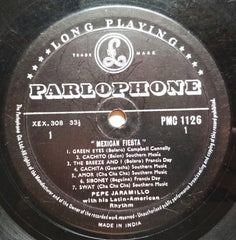 LONG PLAYING
TRADE MARK
PARLOPHONE
XEX.308 33⅓ PMC 1126
1 1
" MEXICAN FIESTA "
1. GREEN EYES (Bolero) Campbell Connelly
2. CACHITO (Baion) Southern Music
3. THE BREEZE AND I (Bolero) Francis Day
4. CACHITA (Guaracha) Southern Music
5. AMOR (Cha Cha Cha) Southern Music
6. SIBONEY (Beguine) Francis Day
7. SWAY (Cha Cha Cha) Southern Music
PEPE JARAMILLO
with his Latin-American
Rhythm
MADE IN INDIA